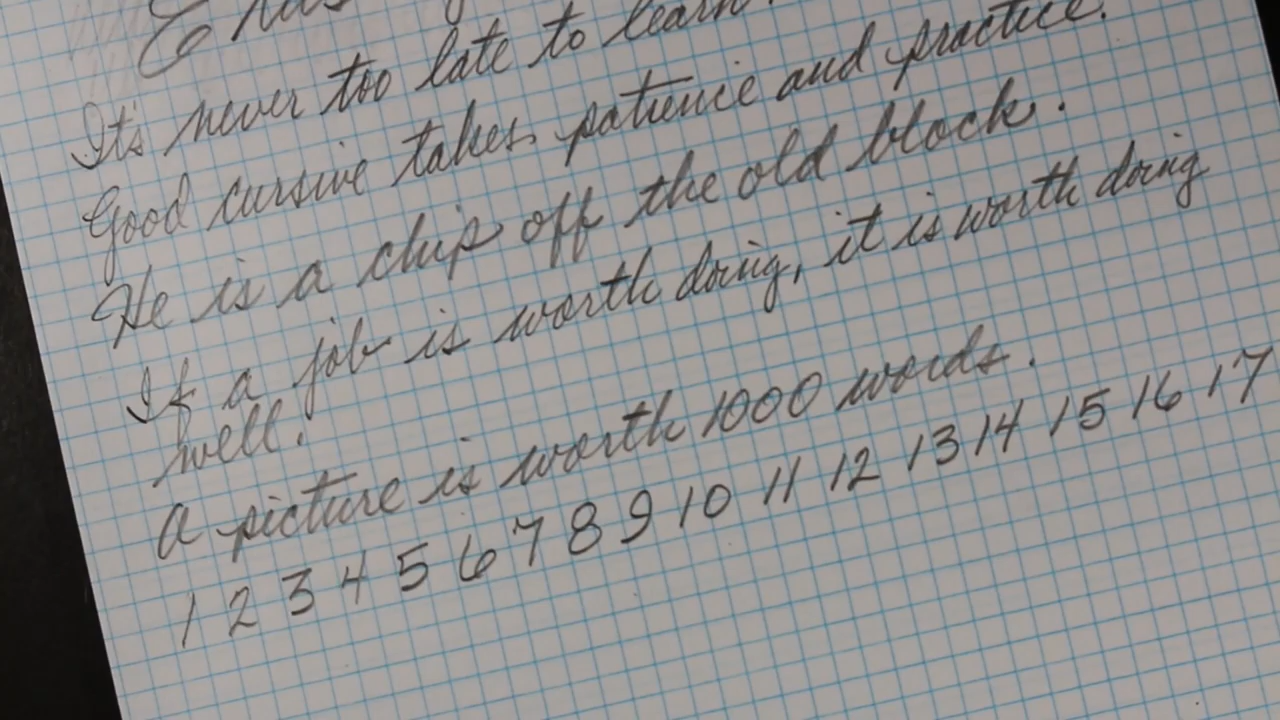 It's never too late to learn.
Good cursive takes patience and practice.
He is a chip off the old block.
If a job is worth doing, it is worth doing
well.
A picture is worth 1000 words.
1 2 3 4 5 6 7 8 9 10 11 12 13 14 15 16 17